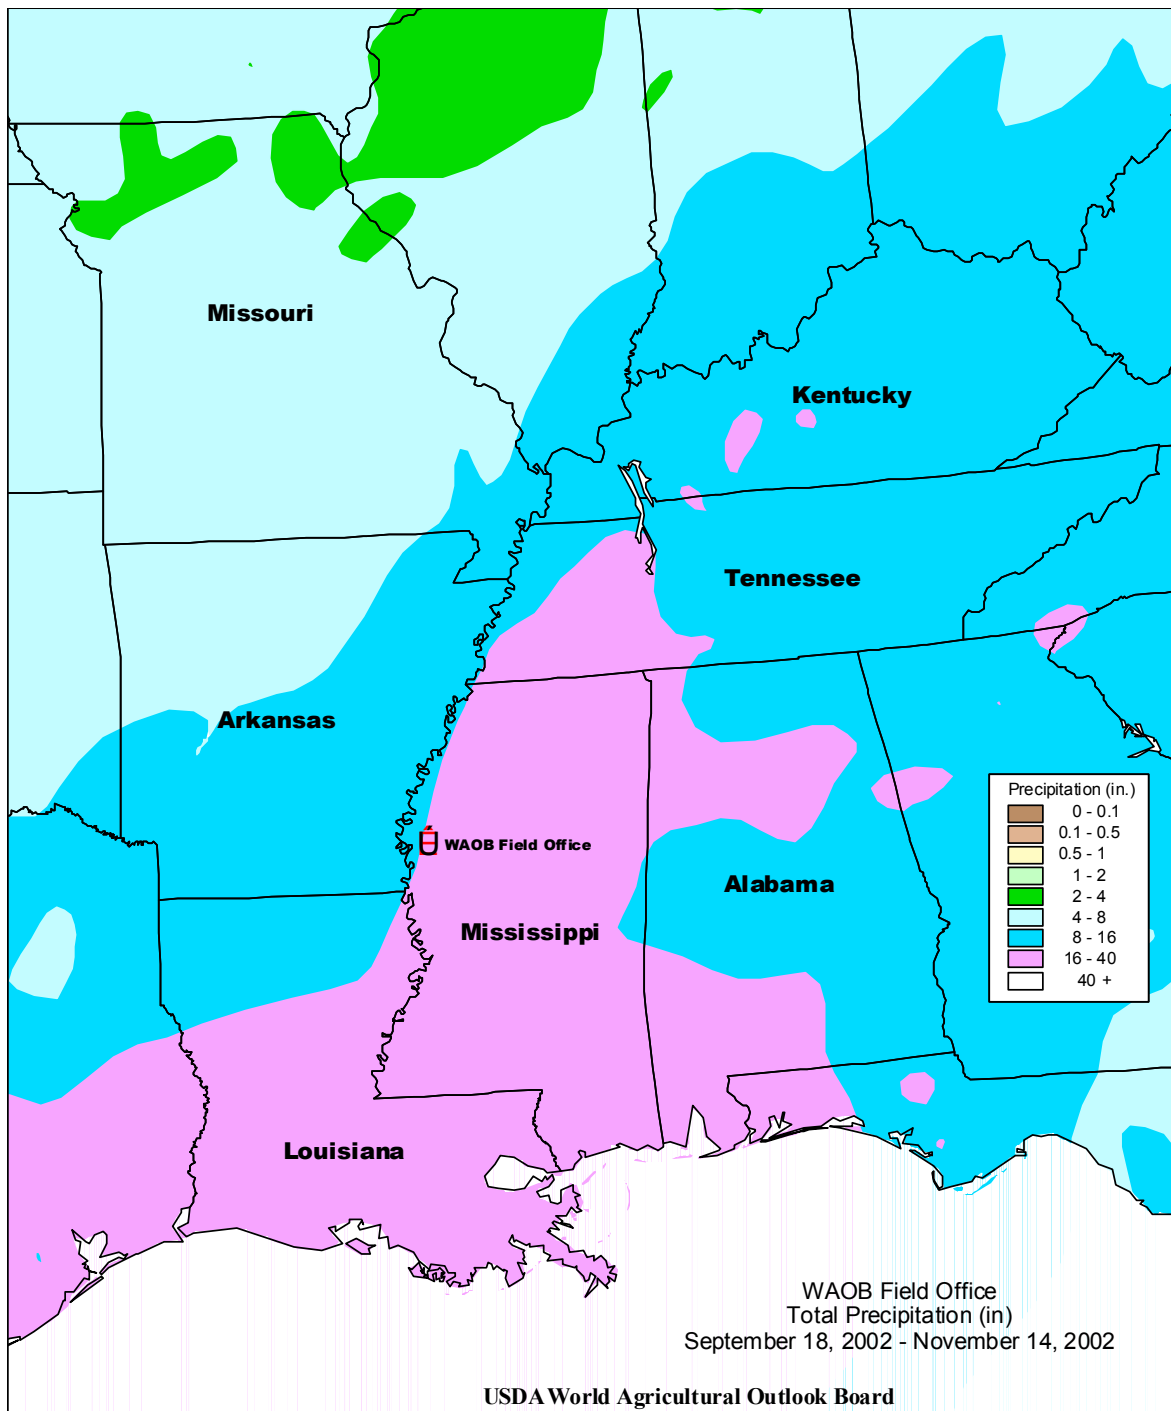 Missouri
Kentucky
Tennessee
Arkansas
Precipitation (in.)
0 - 0.1
0.1 - 0.5
0.5 - 1
1 - 2
2 - 4
4 - 8
8 - 16
16 - 40
40 +
WAOB Field Office
Alabama
Mississippi
Louisiana
WAOB Field Office
Total Precipitation (in)
September 18, 2002 - November 14, 2002
USDA World Agricultural Outlook Board